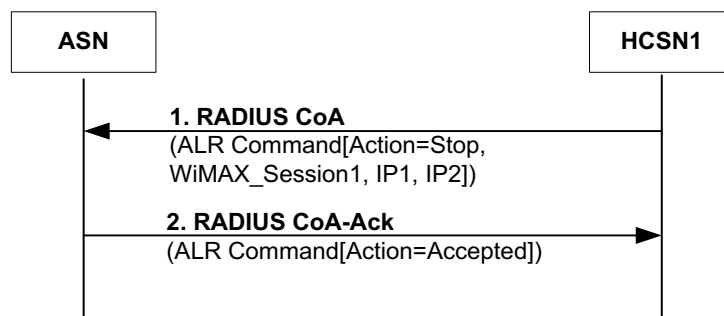 ASN
HCSN1
1. RADIUS CoA
(ALR Command[Action=Stop,
WiMAX_Session1, IP1, IP2])
2. RADIUS CoA-Ack
(ALR Command[Action=Accepted])